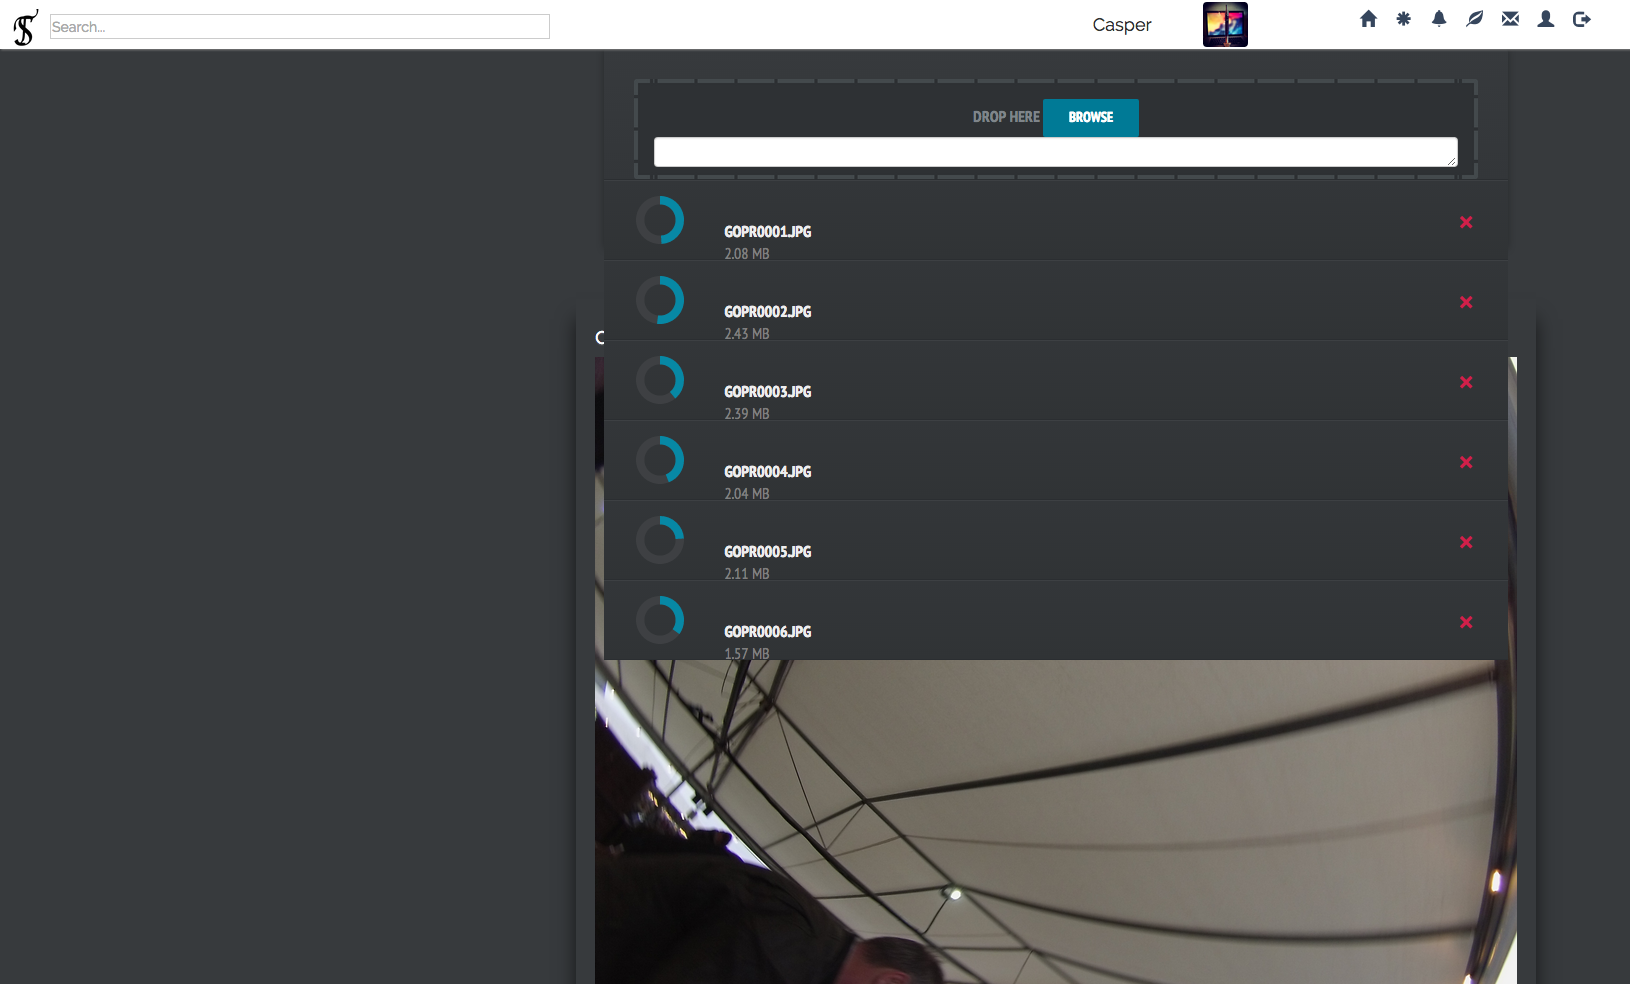 Search...
Casper
DROP HERE BROWSE
GOPR0001.JPG
2.08 MB
GOPR0002.JPG
2.43 MB
GOPR0003.JPG
2.39 MB
GOPR0004.JPG
2.04 MB
GOPR0005.JPG
2.11 MB
GOPR0006.JPG
1.57 MB